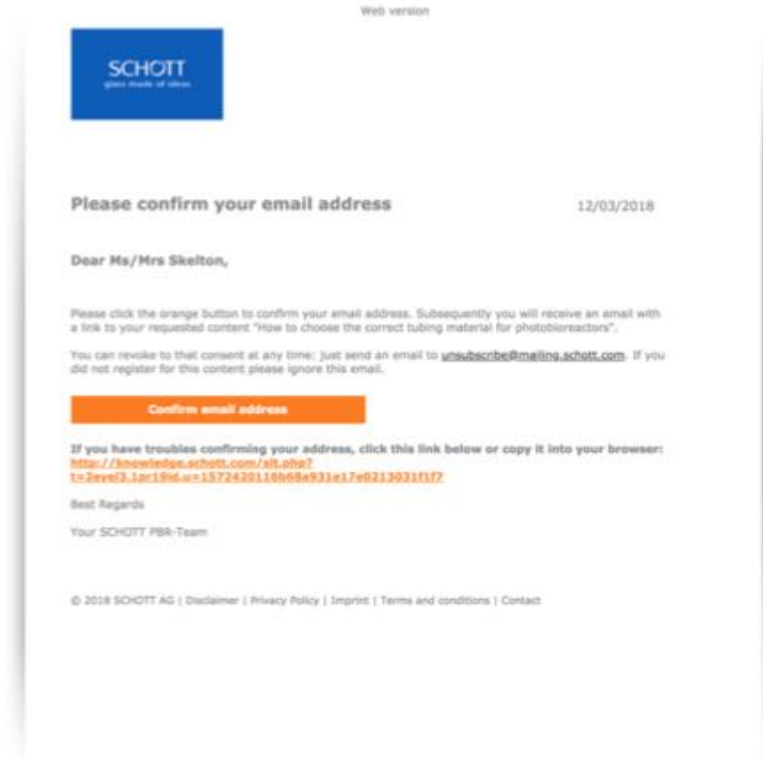 Web version
SCHOTT
glass made of ideas
Please confirm your email address
12/03/2018
Dear Ms/Mrs Skelton,
Please click the orange button to confirm your email address. Subsequently you will receive an email with
a link to your requested content "How to choose the correct tubing material for photobioreactors".
You can revoke to that consent at any time: just send an email to unsubscribe@mailing.schott.com. If you
did not register for this content please ignore this email.
Confirm email address
If you have troubles confirming your address, click this link below or copy it into your browser:
http://knowledge.schott.com/slt.php?
Best Regards
Your SCHOTT PBR-Team
© 2018 SCHOTT AG | Disclaimer | Privacy Policy | Imprint | Terms and conditions | Contact